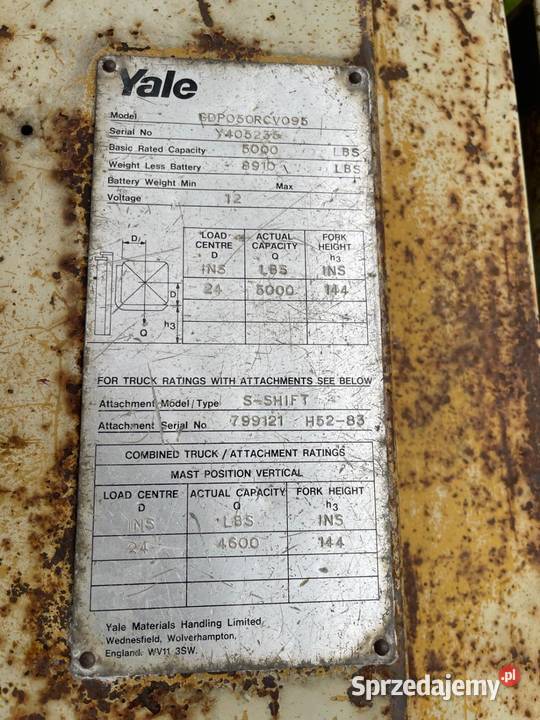 Yale
Model GDP050RCV095
Serial No Y405235
Basic Rated Capacity 5000 LBS
Weight Less Battery 8910 LBS
Battery Weight Min Max
Voltage 12
LOAD CENTRE D ACTUAL CAPACITY Q FORK HEIGHT h3
INS LBS INS
24 5000 144
D
D
Q
h3
FOR TRUCK RATINGS WITH ATTACHMENTS SEE BELOW
Attachment Model/Type S-SHIFT
Attachment Serial No 799121 H52-83
COMBINED TRUCK/ATTACHMENT RATINGS
MAST POSITION VERTICAL
LOAD CENTRE D ACTUAL CAPACITY Q FORK HEIGHT h3
INS LBS INS
24 4600 144
Yale Materials Handling Limited,
Wednesfield, Wolverhampton,
England. WV11 3SW.
Sprzedajemy.pl